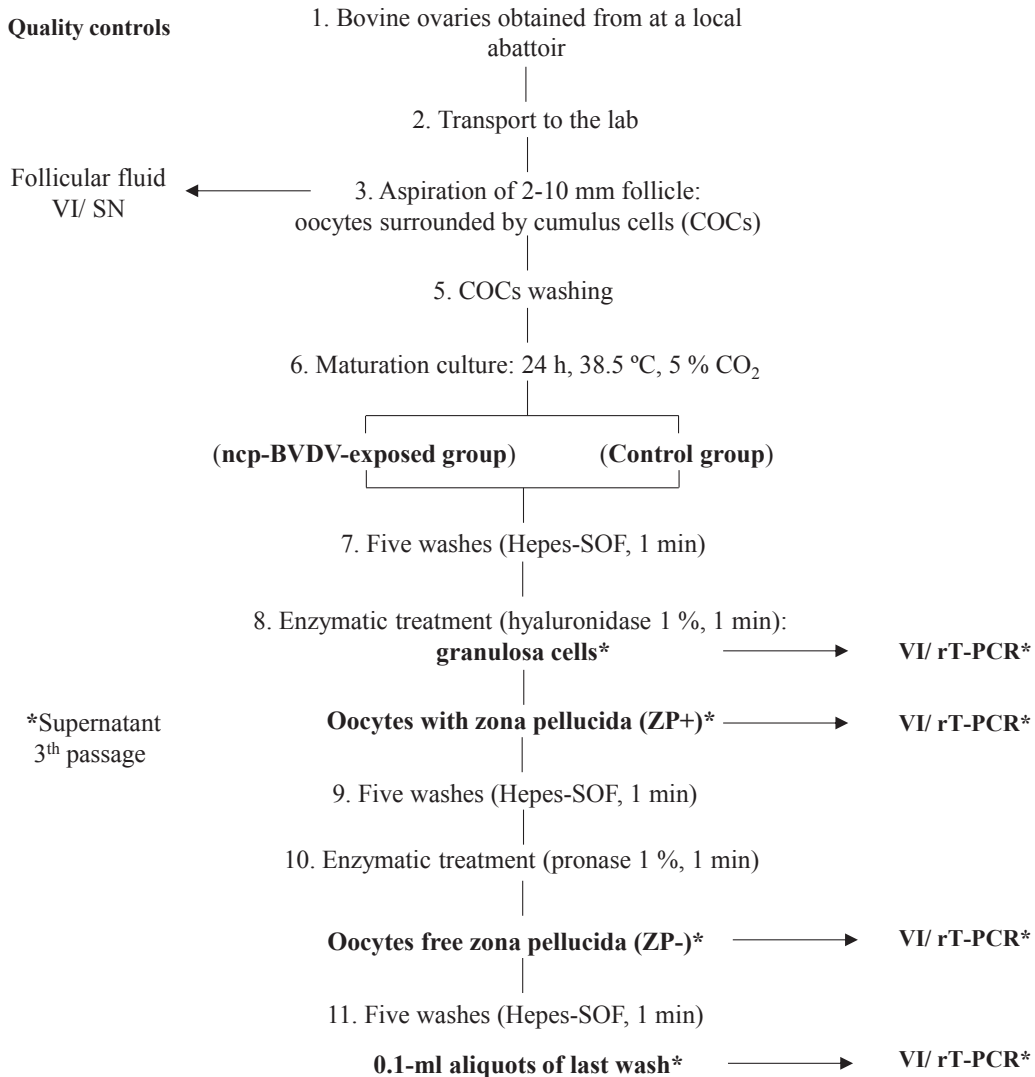 Quality controls
1. Bovine ovaries obtained from at a local
abattoir
2. Transport to the lab
Follicular fluid
VI/ SN
3. Aspiration of 2-10 mm follicle:
oocytes surrounded by cumulus cells (COCs)
5. COCs washing
6. Maturation culture: 24 h, 38.5 ºC, 5 % CO₂
(ncp-BVDV-exposed group) (Control group)
7. Five washes (Hepes-SOF, 1 min)
8. Enzymatic treatment (hyaluronidase 1 %, 1 min):
granulosa cells* VI/ rT-PCR*
*Supernatant
3th passage
Oocytes with zona pellucida (ZP+)* VI/ rT-PCR*
9. Five washes (Hepes-SOF, 1 min)
10. Enzymatic treatment (pronase 1 %, 1 min)
Oocytes free zona pellucida (ZP-)* VI/ rT-PCR*
11. Five washes (Hepes-SOF, 1 min)
0.1-ml aliquots of last wash* VI/ rT-PCR*